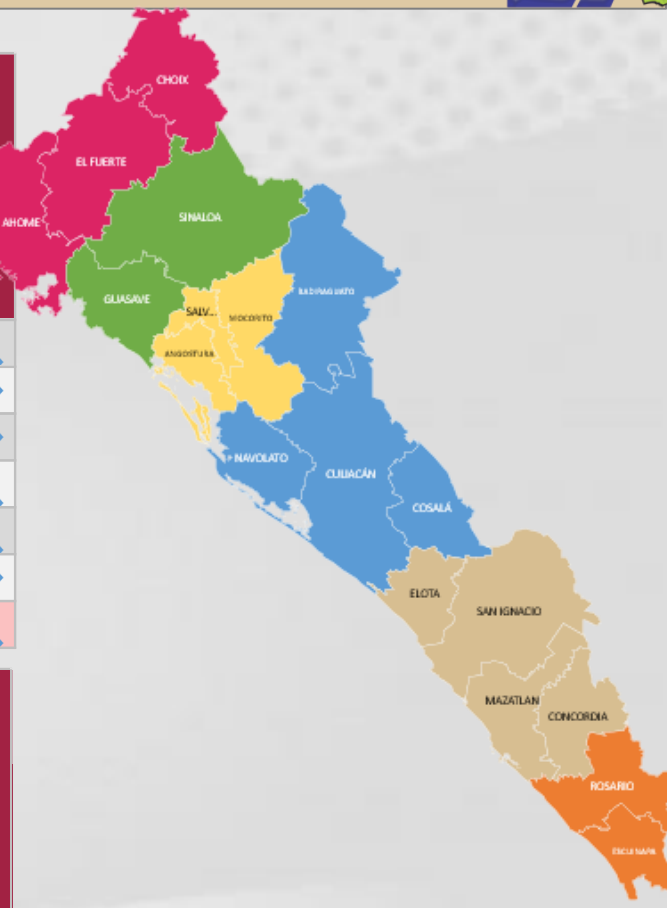 CHOIX
EL FUERTE
AHOME
SINALOA
BADIRAGUATO
GUASAVE
SALV...
MOCORITO
ANGOSTURA
NAVOLATO
CULIACÁN
COSALÁ
ELOTA
SAN IGNACIO
MAZATLAN
CONCORDIA
ROSARIO
ESCUINAPA